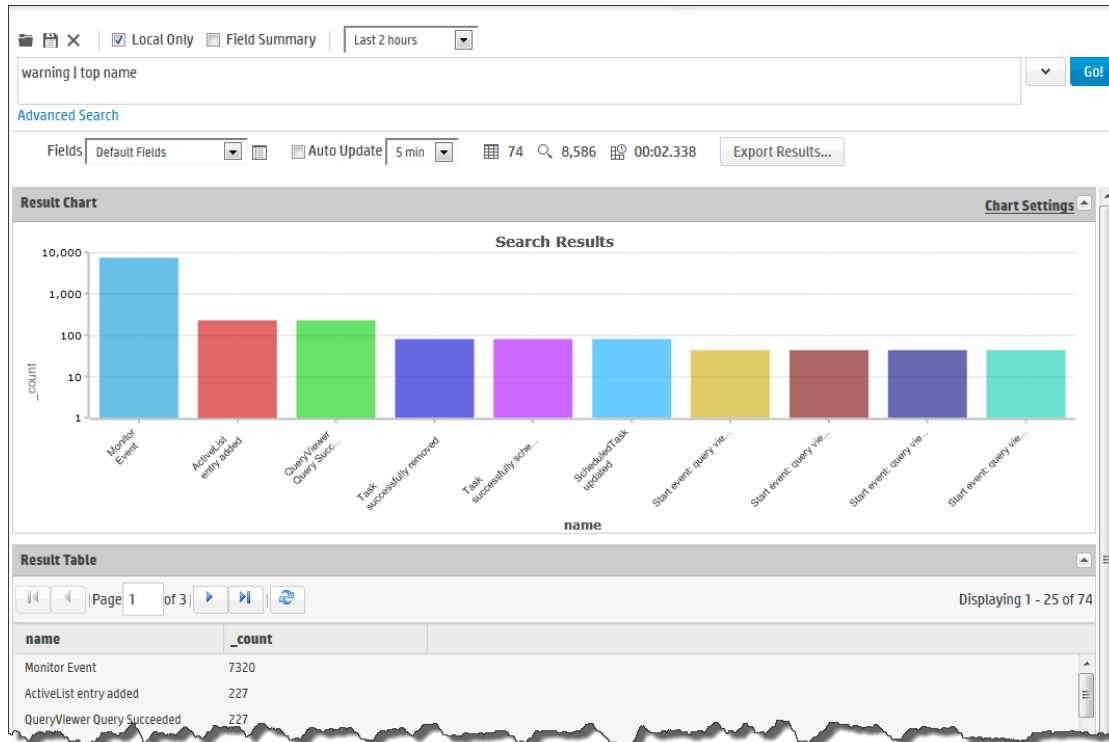 Local Only Field Summary Last 2 hours
warning | top name
Go!
Advanced Search
Fields Default Fields Auto Update 5 min 74 8,586 00:02.338 Export Results...
Result Chart Chart Settings
Search Results
10,000
1,000
100
10
1
_count
Monitor
Event
ActiveList
entry added
QueryViewer
Query Succ...
Task
successfully removed
Task
successfully sche...
ScheduledTask
updated
Start event: query vie...
Start event: query vie...
Start event: query vie...
Start event: query vie...
name
Result Table
Page 1 of 3 Displaying 1 - 25 of 74
name _count
Monitor Event 7320
ActiveList entry added 227
QueryViewer Query Succeeded 227